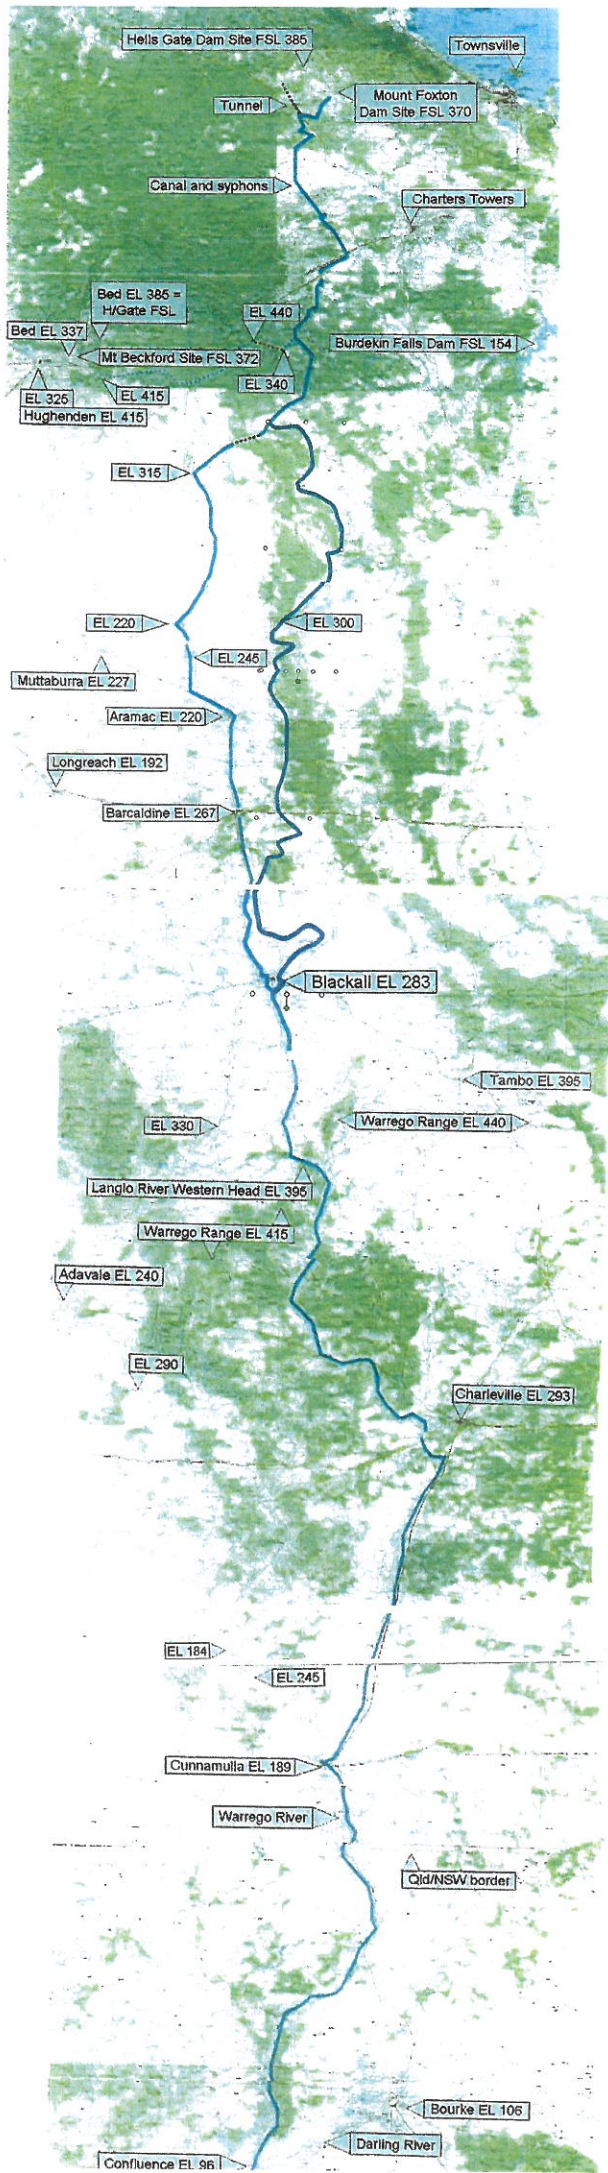 Hells Gate Dam Site FSL 385
Townsville
Tunnel
Mount Foxton
Dam Site FSL 370
Canal and syphons
Charters Towers
Bed EL 385 =
H/Gate FSL
EL 440
Bed EL 337
Mt Beckford Site FSL 372
Burdekin Falls Dam FSL 154
EL 340
EL 325
EL 415
Hughenden EL 415
EL 315
EL 220
EL 300
EL 245
Muttaburra EL 227
Aramac EL 220
Longreach EL 192
Barcaldine EL 267
Blackall EL 283
Tambo EL 395
EL 330
Warrego Range EL 440
Langlo River Western Head EL 395
Warrego Range EL 415
Adavale EL 240
EL 290
Charleville EL 293
EL 184
EL 245
Cunnamulla EL 189
Warrego River
Qld/NSW border
Bourke EL 106
Darling River
Confluence EL 96